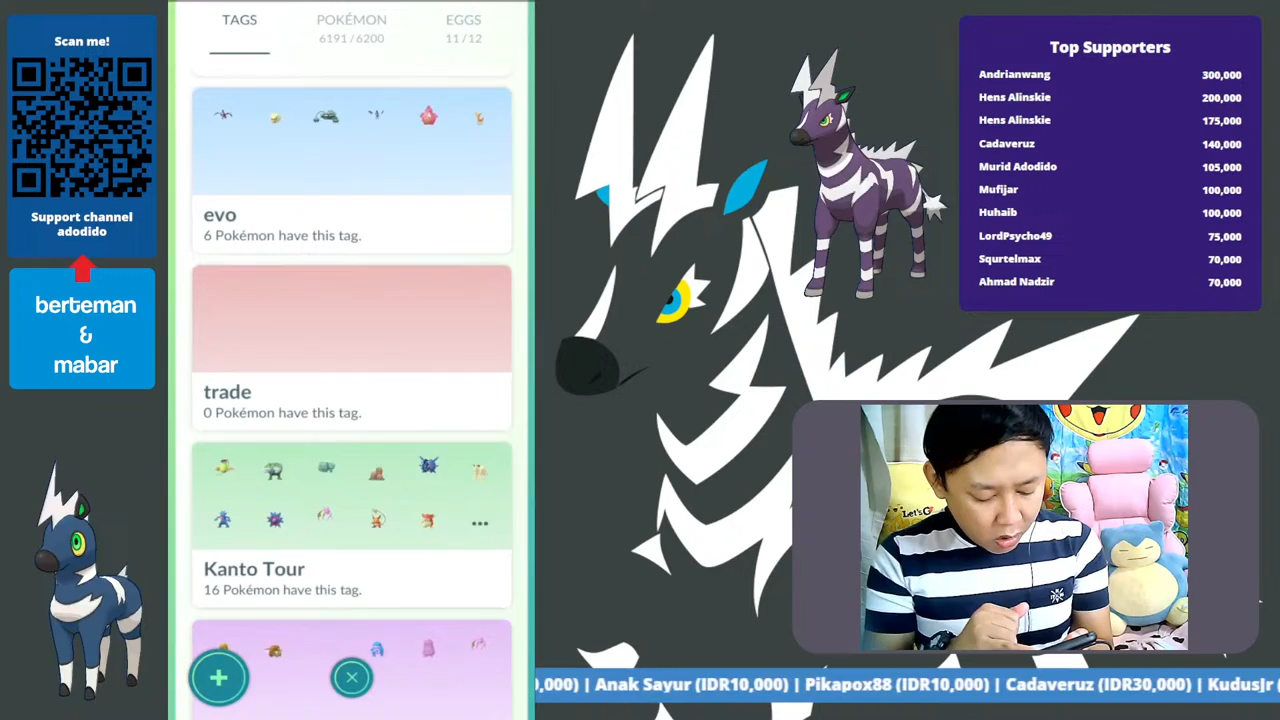 Scan me!
Support channel
adodido
berteman
&
mabar
TAGS
POKÉMON
6191 / 6200
EGGS
11 / 12
evo
6 Pokémon have this tag.
trade
0 Pokémon have this tag.
Kanto Tour
16 Pokémon have this tag.
Top Supporters
Andrianwang 300,000
Hens Alinskie 200,000
Hens Alinskie 175,000
Cadaveruz 140,000
Murid Adodido 105,000
Mufijar 100,000
Huhaib 100,000
LordPsycho49 75,000
Squrtelmax 70,000
Ahmad Nadzir 70,000
Let's G
0,000) | Anak Sayur (IDR10,000) | Pikapox88 (IDR10,000) | Cadaveruz (IDR30,000) | KudusJr (